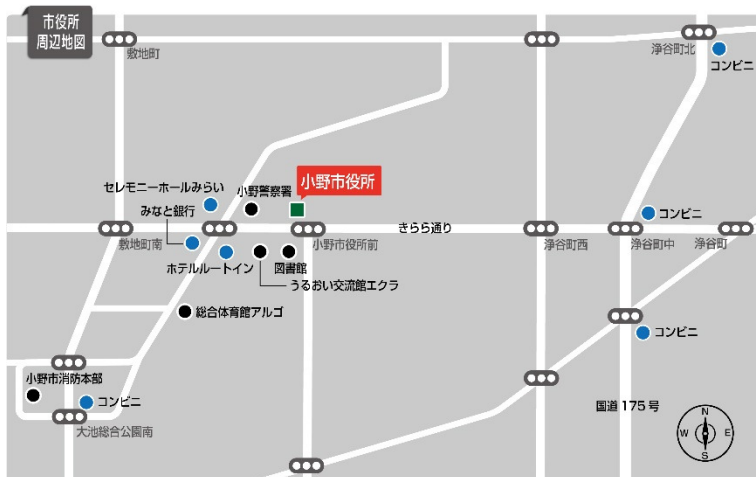 市役所
周辺地図
敷地町
浄谷町北
コンビニ
セレモニーホールみらい
小野警察署
小野市役所
みなと銀行
コンビニ
きらら通り
敷地町南
小野市役所前
浄谷町西
浄谷町中
浄谷町
ホテルルートイン
図書館
うるおい交流館エクラ
総合体育館アルゴ
コンビニ
小野市消防本部
コンビニ
大池総合公園南
国道175号
N
W
E
S